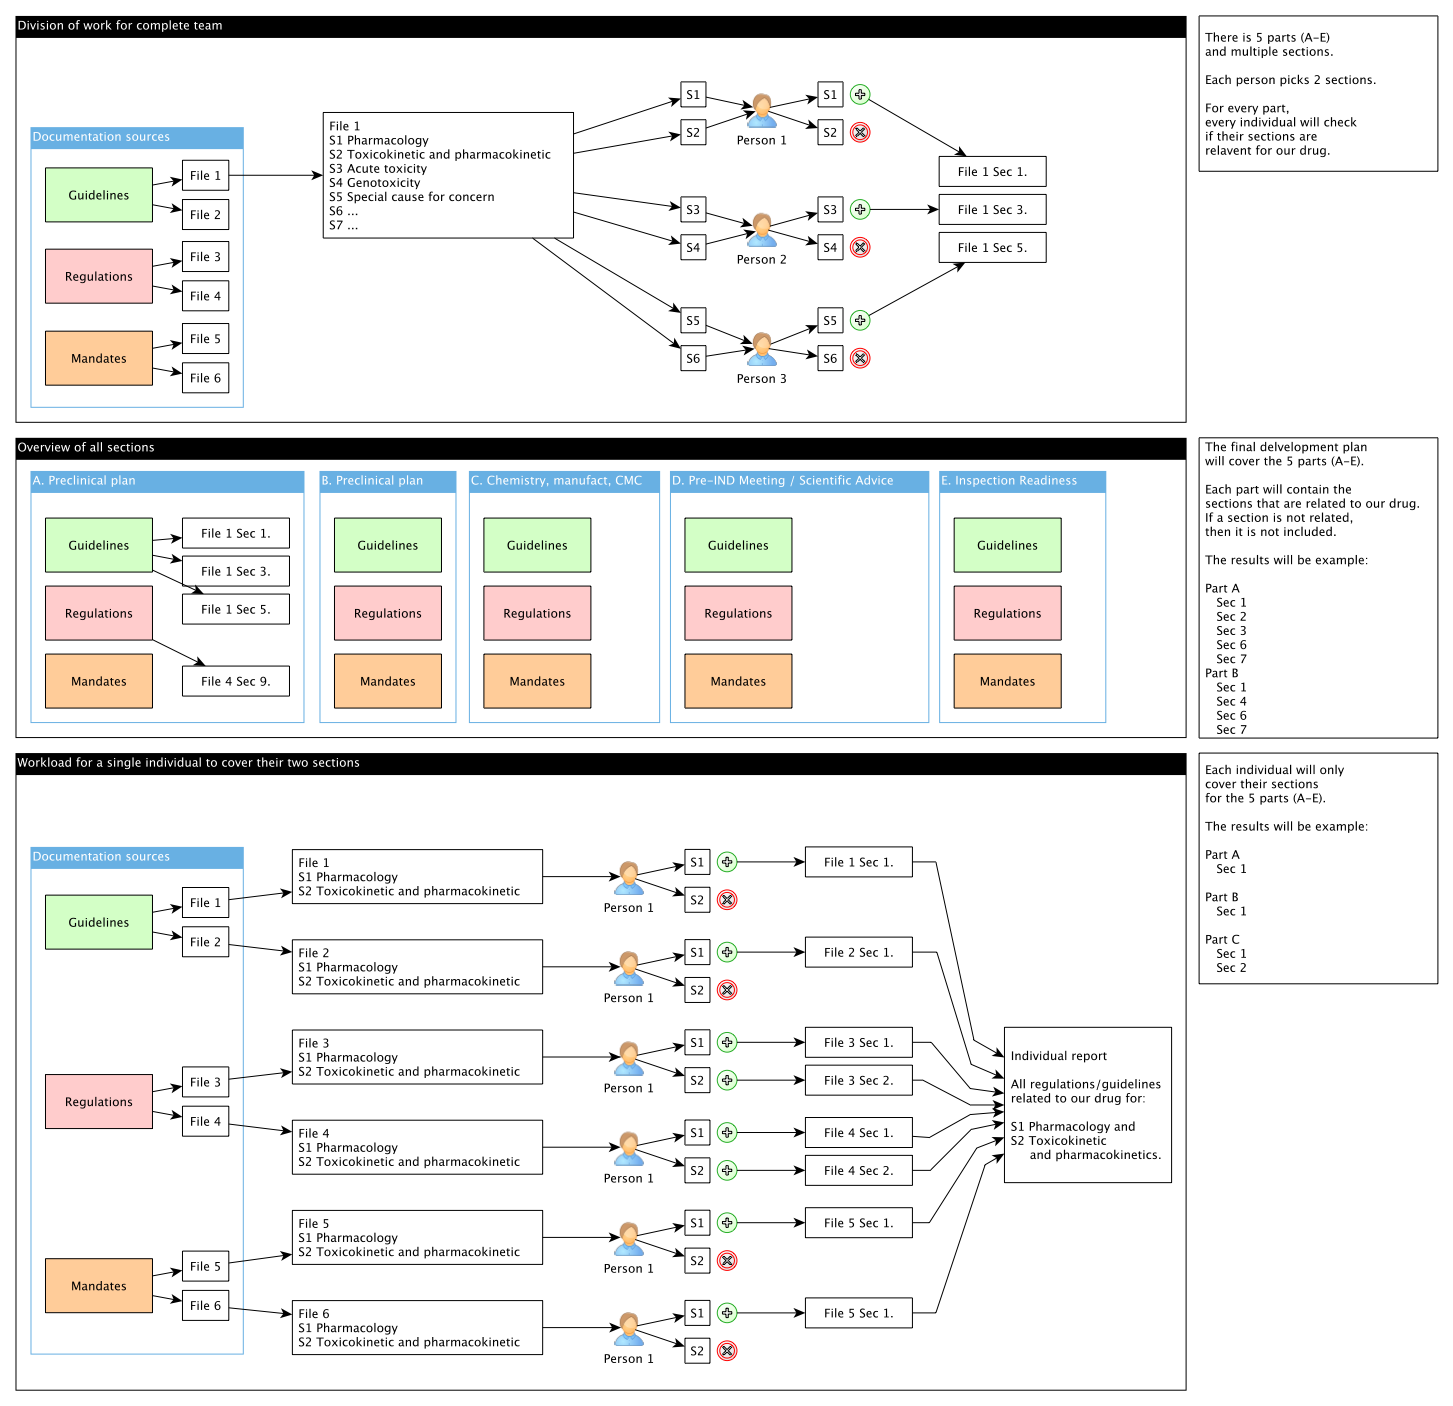 Division of work for complete team
Documentation sources
Guidelines
File 1
File 2
Regulations
File 3
File 4
Mandates
File 5
File 6
File 1
S1 Pharmacology
S2 Toxicokinetic and pharmacokinetic
S3 Acute toxicity
S4 Genotoxicity
S5 Special cause for concern
S6 ...
S7 ...
S1
S2
Person 1
S1
S2
S3
S4
Person 2
S3
S4
S5
S6
Person 3
S5
S6
File 1 Sec 1.
File 1 Sec 3.
File 1 Sec 5.
There is 5 parts (A-E)
and multiple sections.
Each person picks 2 sections.
For every part,
every individual will check
if their sections are
relavent for our drug.
Overview of all sections
A. Preclinical plan
Guidelines
Regulations
Mandates
File 1 Sec 1.
File 1 Sec 3.
File 1 Sec 5.
File 4 Sec 9.
B. Preclinical plan
Guidelines
Regulations
Mandates
C. Chemistry, manufact, CMC
Guidelines
Regulations
Mandates
D. Pre-IND Meeting / Scientific Advice
Guidelines
Regulations
Mandates
E. Inspection Readiness
Guidelines
Regulations
Mandates
The final delvelopment plan
will cover the 5 parts (A-E).
Each part will contain the
sections that are related to our drug.
If a section is not related,
then it is not included.
The results will be example:
Part A
Sec 1
Sec 2
Sec 3
Sec 6
Sec 7
Part B
Sec 1
Sec 4
Sec 6
Sec 7
Workload for a single individual to cover their two sections
Documentation sources
Guidelines
File 1
File 2
Regulations
File 3
File 4
Mandates
File 5
File 6
File 1
S1 Pharmacology
S2 Toxicokinetic and pharmacokinetic
Person 1
S1
S2
File 1 Sec 1.
File 2
S1 Pharmacology
S2 Toxicokinetic and pharmacokinetic
Person 1
S1
S2
File 2 Sec 1.
File 3
S1 Pharmacology
S2 Toxicokinetic and pharmacokinetic
Person 1
S1
S2
File 3 Sec 1.
File 3 Sec 2.
File 4
S1 Pharmacology
S2 Toxicokinetic and pharmacokinetic
Person 1
S1
S2
File 4 Sec 1.
File 4 Sec 2.
File 5
S1 Pharmacology
S2 Toxicokinetic and pharmacokinetic
Person 1
S1
S2
File 5 Sec 1.
File 6
S1 Pharmacology
S2 Toxicokinetic and pharmacokinetic
Person 1
S1
S2
File 5 Sec 1.
Individual report
All regulations/guidelines
related to our drug for:
S1 Pharmacology and
S2 Toxicokinetic
and pharmacokinetics.
Each individual will only
cover their sections
for the 5 parts (A-E).
The results will be example:
Part A
Sec 1
Part B
Sec 1
Part C
Sec 1
Sec 2